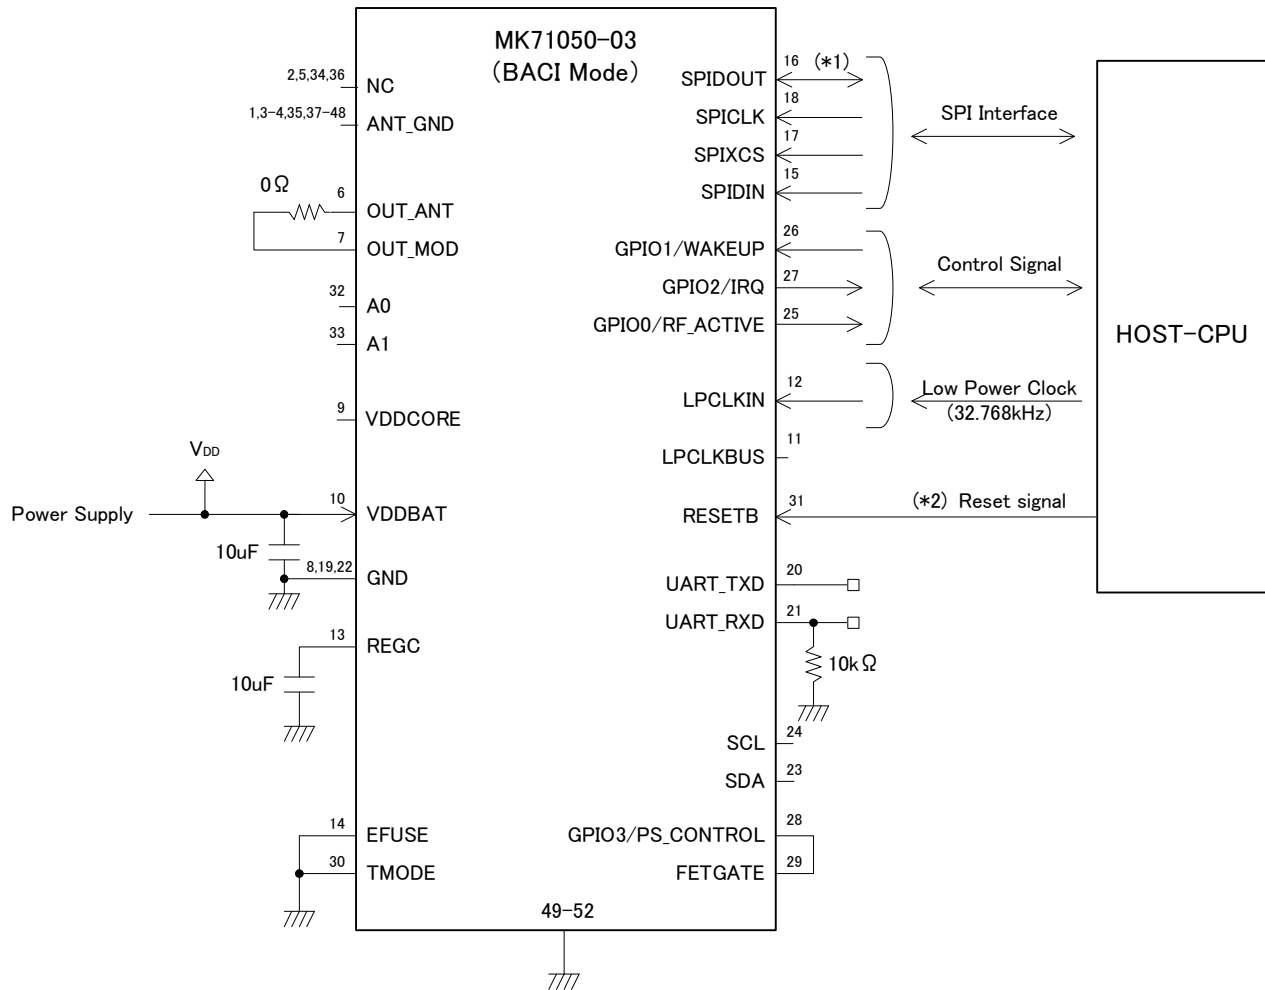 MK71050-03
(BACI Mode)
2,5,34,36
NC
1,3-4,35,37-48
ANT_GND
0Ω
6
OUT_ANT
7
OUT_MOD
32
A0
33
A1
9
VDDCORE
VDD
Power Supply
10
VDDBAT
10uF
8,19,22
GND
13
REGC
10uF
14
EFUSE
30
TMODE
49-52
SPIDOUT
16
(*1)
SPICLK
18
SPIXCS
17
SPIDIN
15
SPI Interface
GPIO1/WAKEUP
26
GPIO2/IRQ
27
GPIO0/RF_ACTIVE
25
Control Signal
LPCLKIN
12
Low Power Clock
(32.768kHz)
LPCLKBUS
11
RESETB
31
(*2) Reset signal
HOST-CPU
UART_TXD
20
UART_RXD
21
10kΩ
SCL
24
SDA
23
GPIO3/PS_CONTROL
28
FETGATE
29